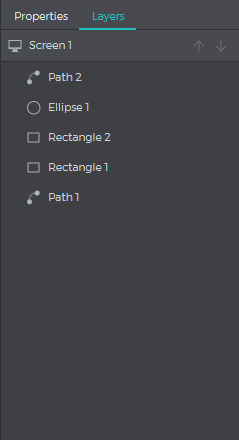 Properties Layers
Screen 1
Path 2
Ellipse 1
Rectangle 2
Rectangle 1
Path 1